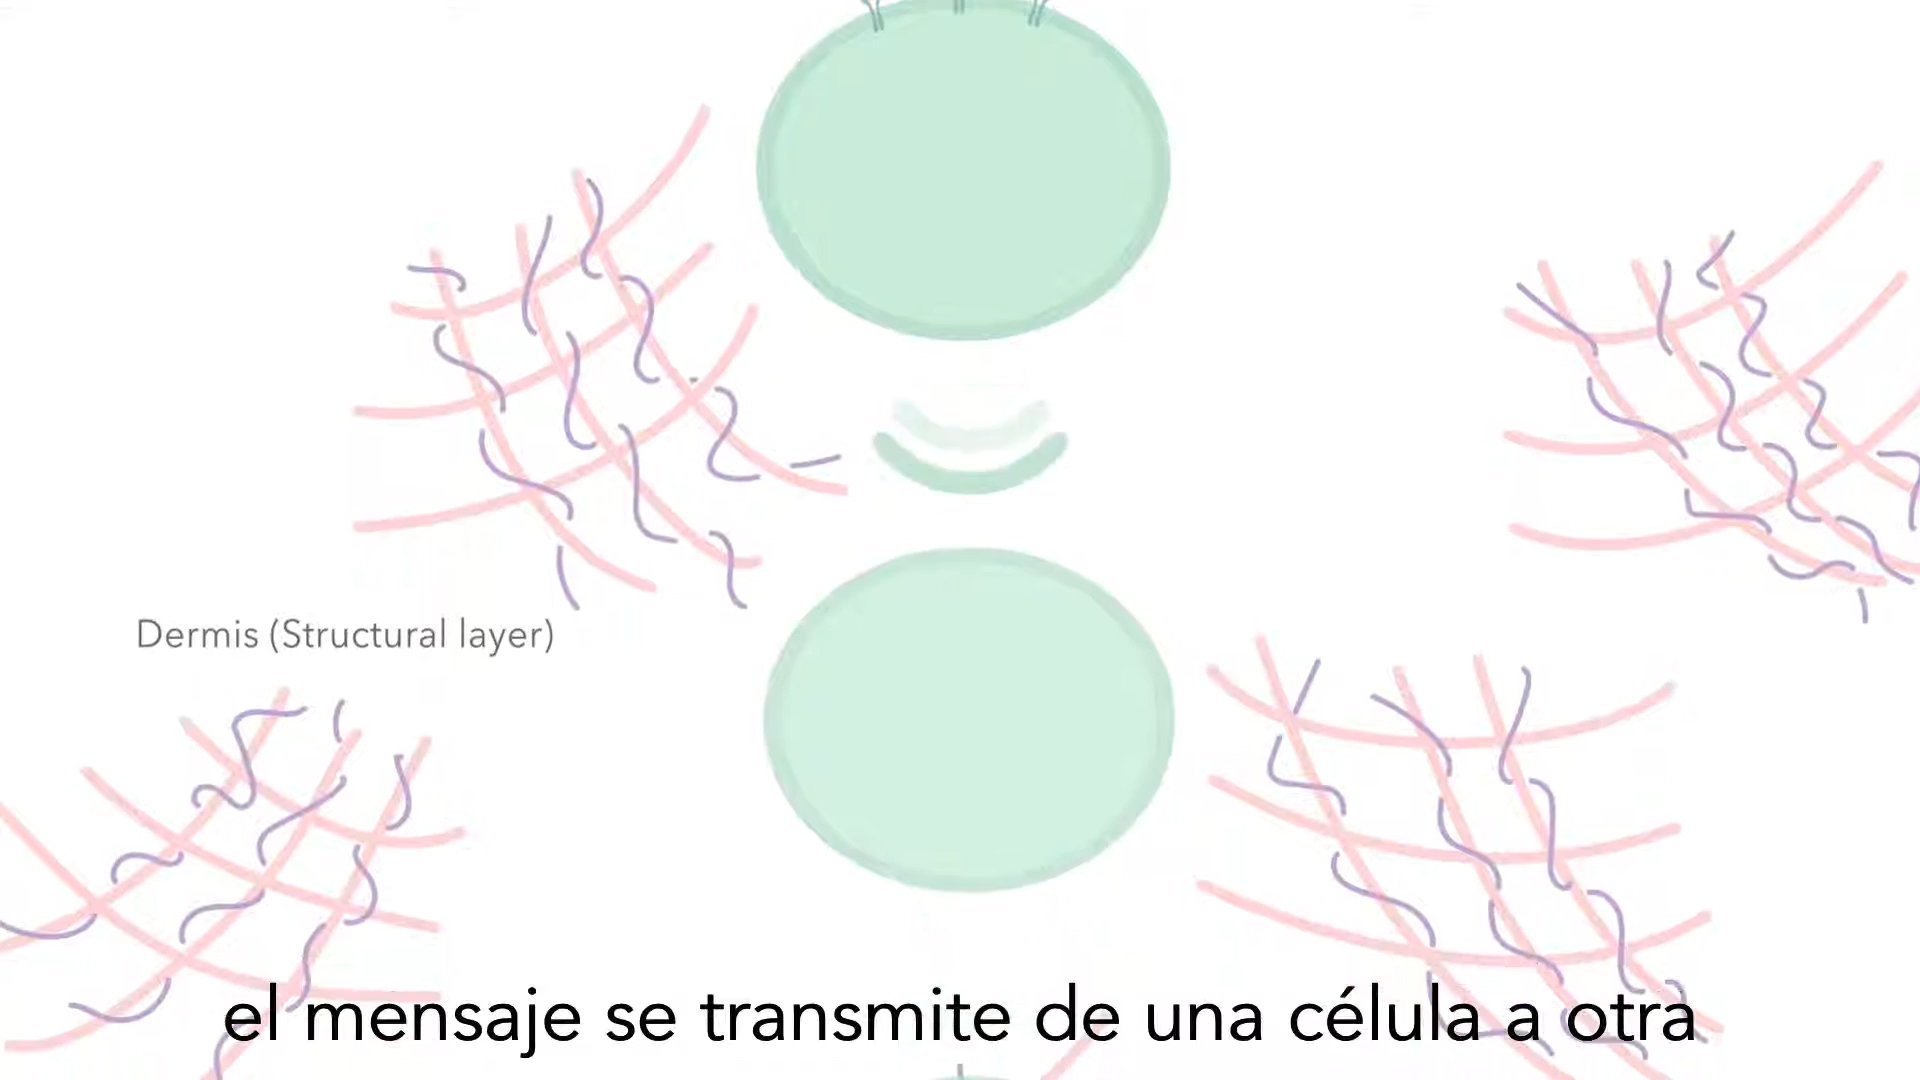 Dermis (Structural layer)
el mensaje se transmite de una célula a otra